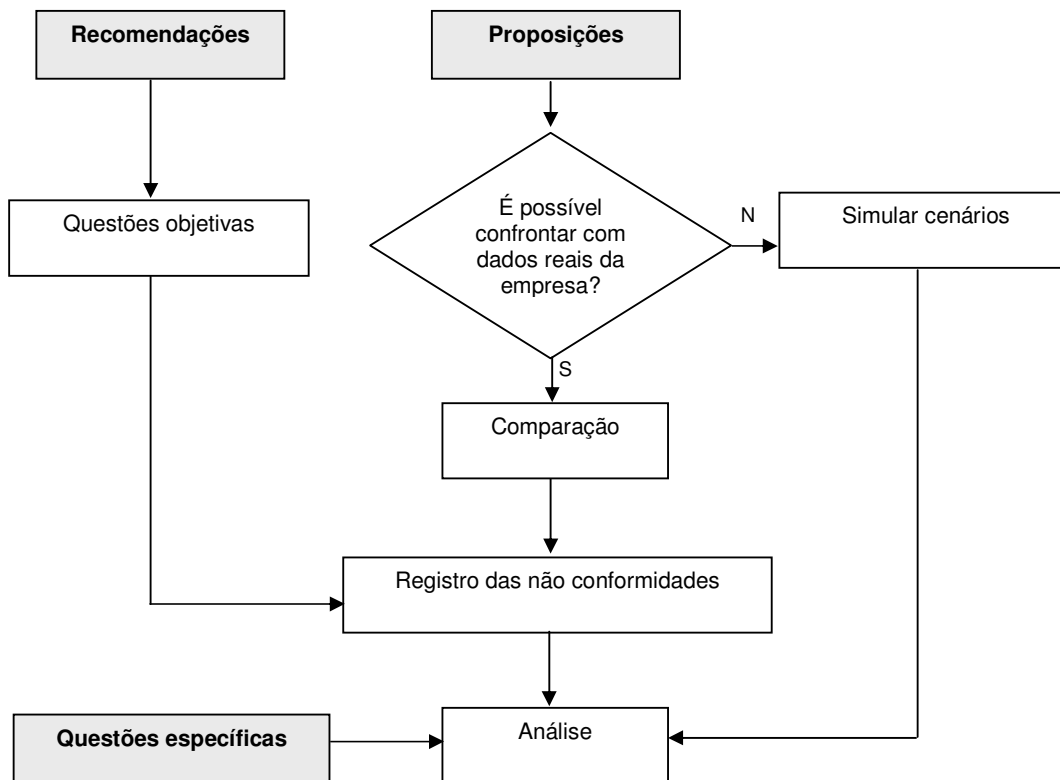 Recomendações
Proposições
Questões objetivas
É possível
confrontar com
dados reais da
empresa?
N
Simular cenários
S
Comparação
Registro das não conformidades
Questões específicas
Análise